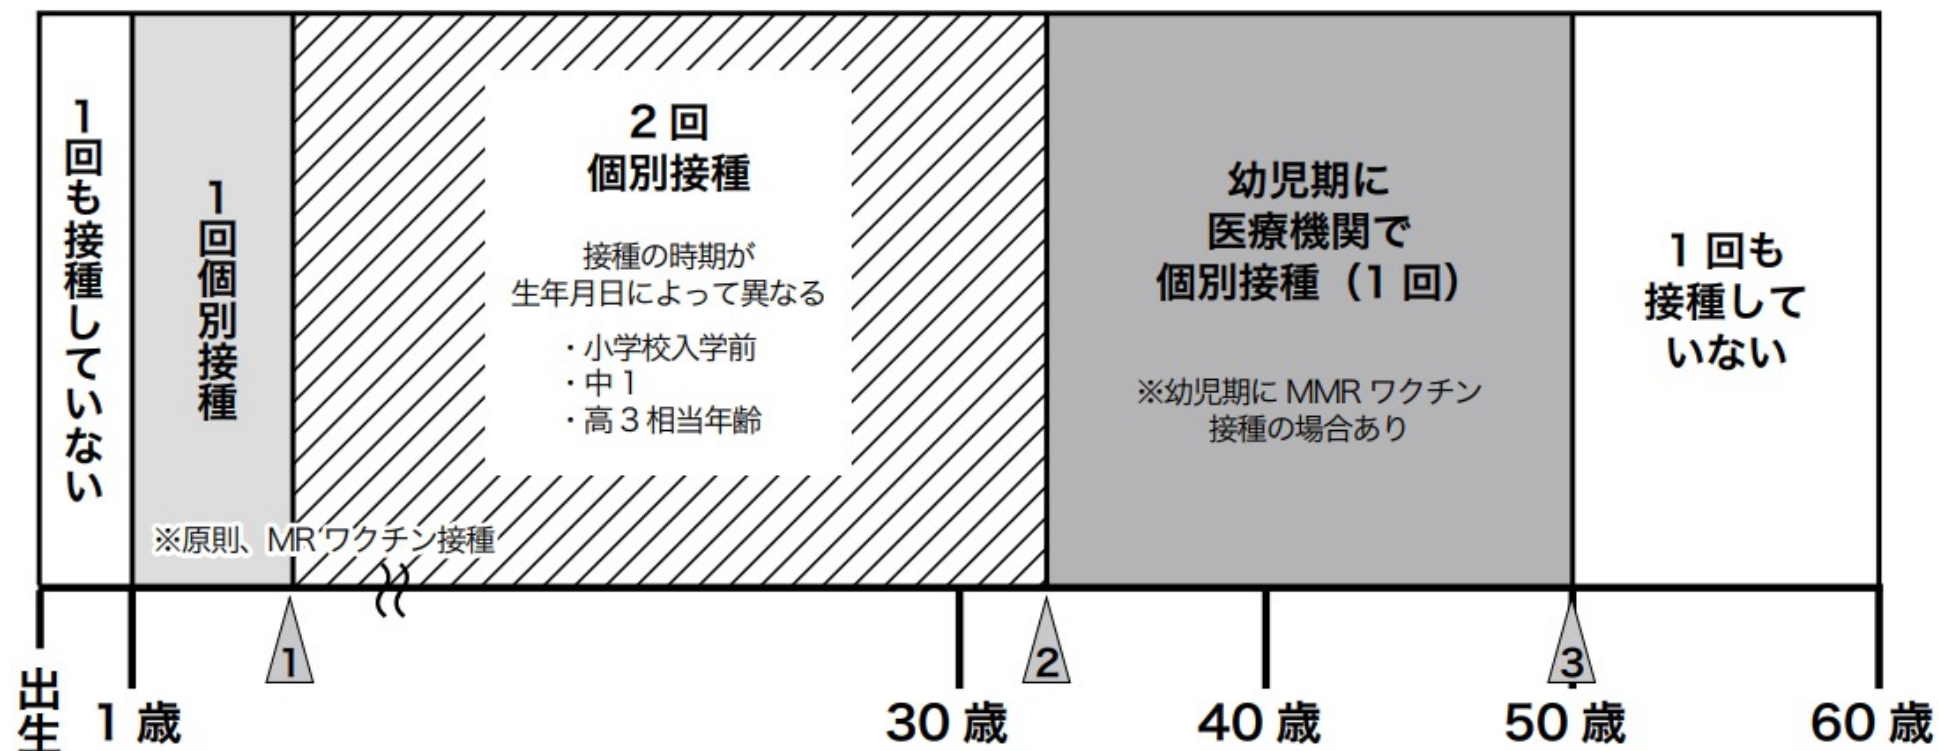 1回も接種していない
1回個別接種
※原則、MRワクチン接種
2回
個別接種
接種の時期が
生年月日によって異なる
・小学校入学前
・中1
・高3相当年齢
幼児期に
医療機関で
個別接種（1回）
※幼児期にMMRワクチン
接種の場合あり
1回も
接種して
いない
1
2
3
出生
1歳
30歳
40歳
50歳
60歳